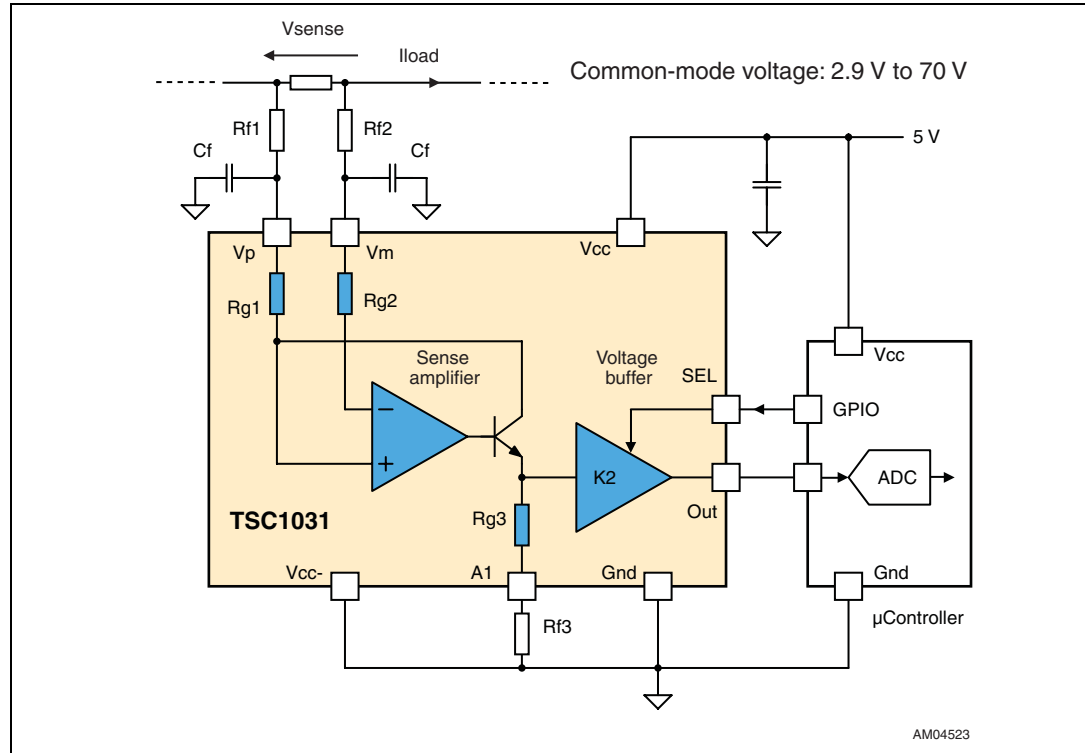 Vsense
Iload
Common-mode voltage: 2.9 V to 70 V
Rf1
Rf2
5 V
Cf
Cf
Vp
Vm
Vcc
Rg1
Rg2
Sense
amplifier
Voltage
buffer
SEL
Vcc
GPIO
−
+
K2
ADC
TSC1031
Rg3
Out
Vcc-
A1
Gnd
Gnd
Rf3
µController
AM04523